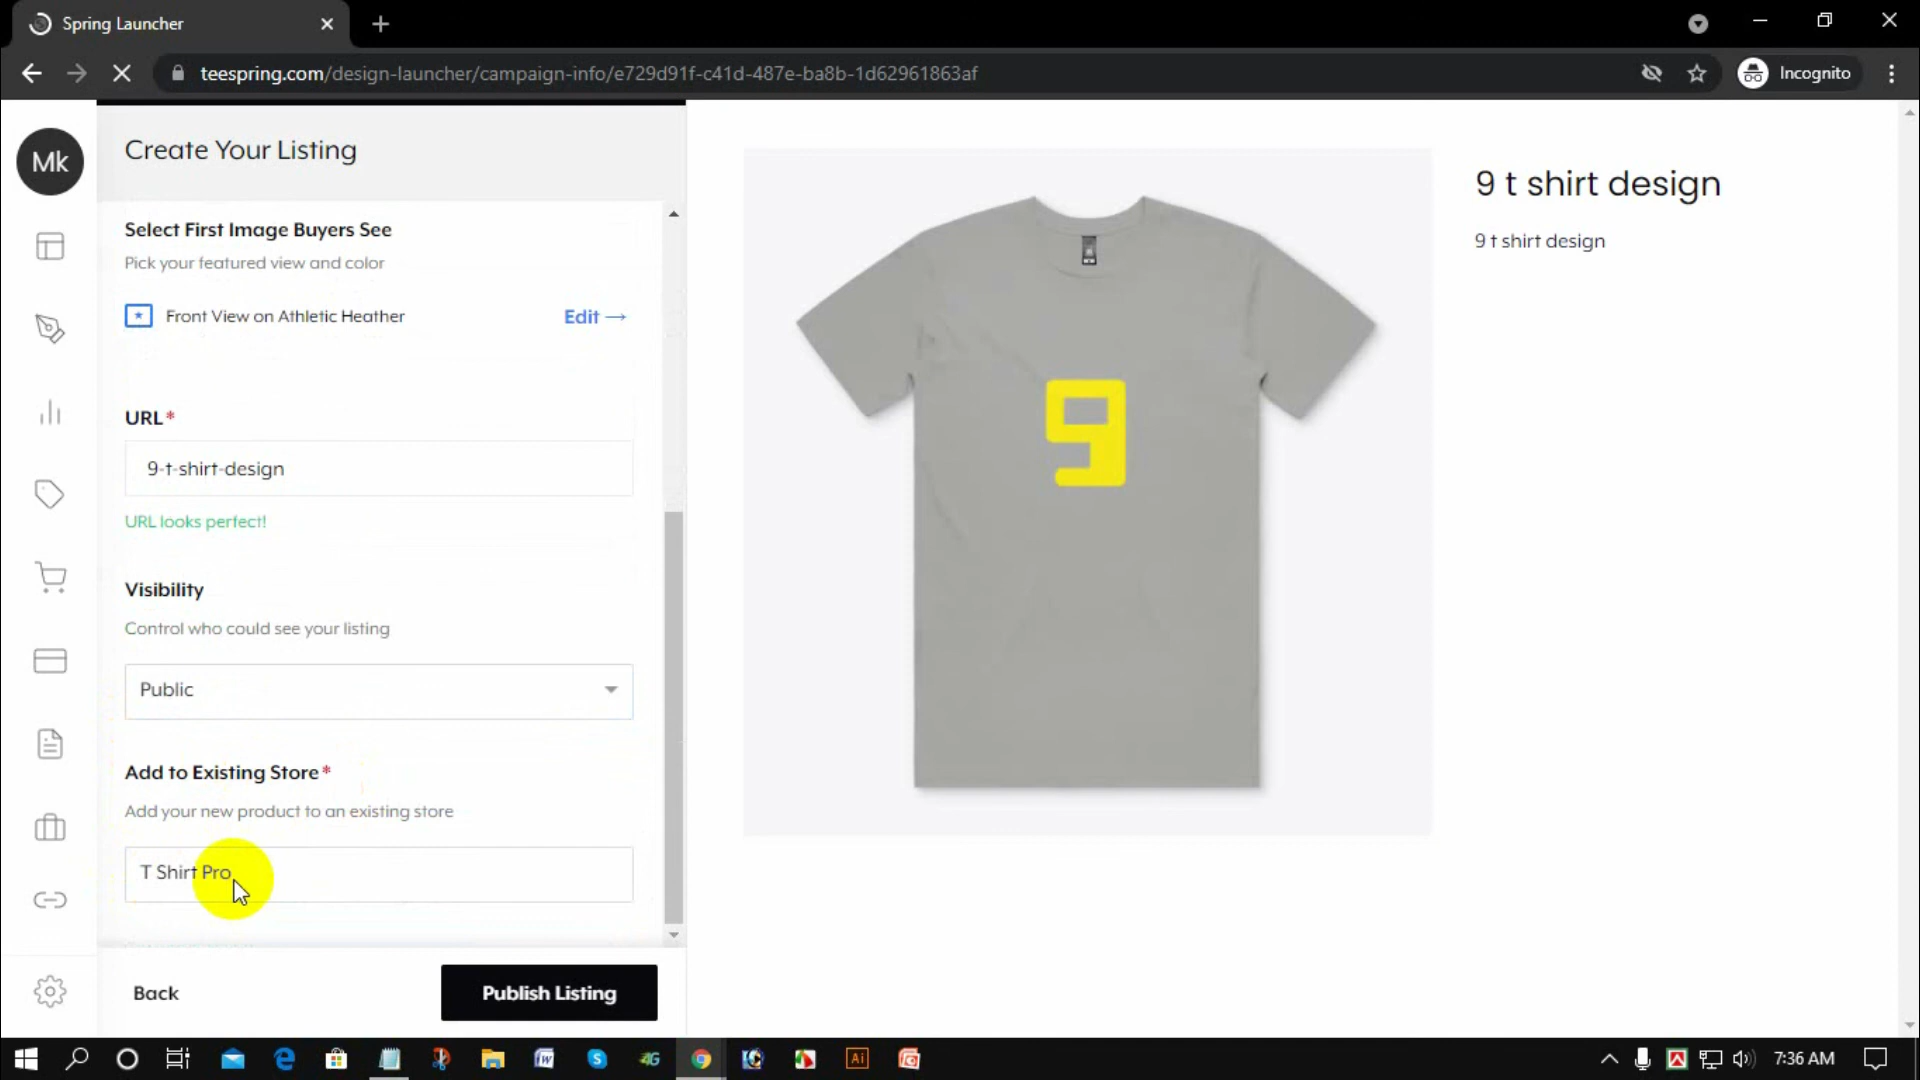 Spring Launcher
teespring.com/design-launcher/campaign-info/e729d91f-c41d-487e-ba8b-1d62961863af
Incognito
Mk
Create Your Listing
Select First Image Buyers See
Pick your featured view and color
Front View on Athletic Heather
Edit →
URL*
9-t-shirt-design
URL looks perfect!
Visibility
Control who could see your listing
Public
Add to Existing Store*
Add your new product to an existing store
T Shirt Pro
Back
Publish Listing
9
9 t shirt design
9 t shirt design
4G
Ai
7:36 AM